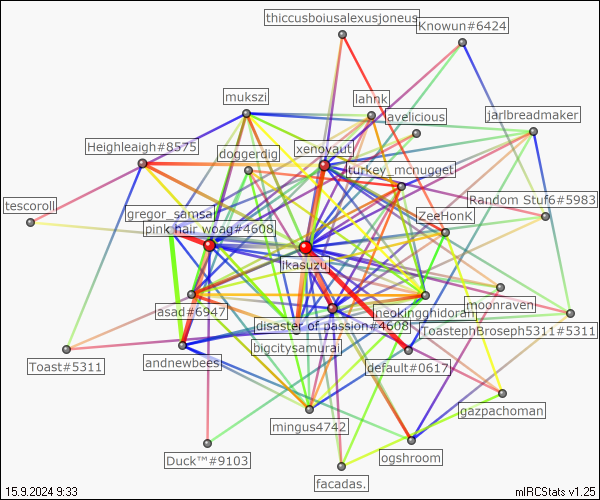 thiccusboiusalexusjoneus
Knowun#6424
mukszi
lahnk
avelicious
jarlbreadmaker
Heighleaigh#8575
doggerdig
xenoyaut
turkey_mcnugget
tescoroll
gregor_samsa
Random Stuf6#5983
pink hair woag#4608
ZeeHonK
ikasuzu
asad#6947
neokingghidorah
moonraven
disaster of passion#4608
ToastephBroseph5311#5311
bigcitysamurai
Toast#5311
andnewbees
default#0617
gazpachoman
mingus4742
Duck™#9103
ogshroom
facadas.
15.9.2024 9:33
mIRCStats v1.25